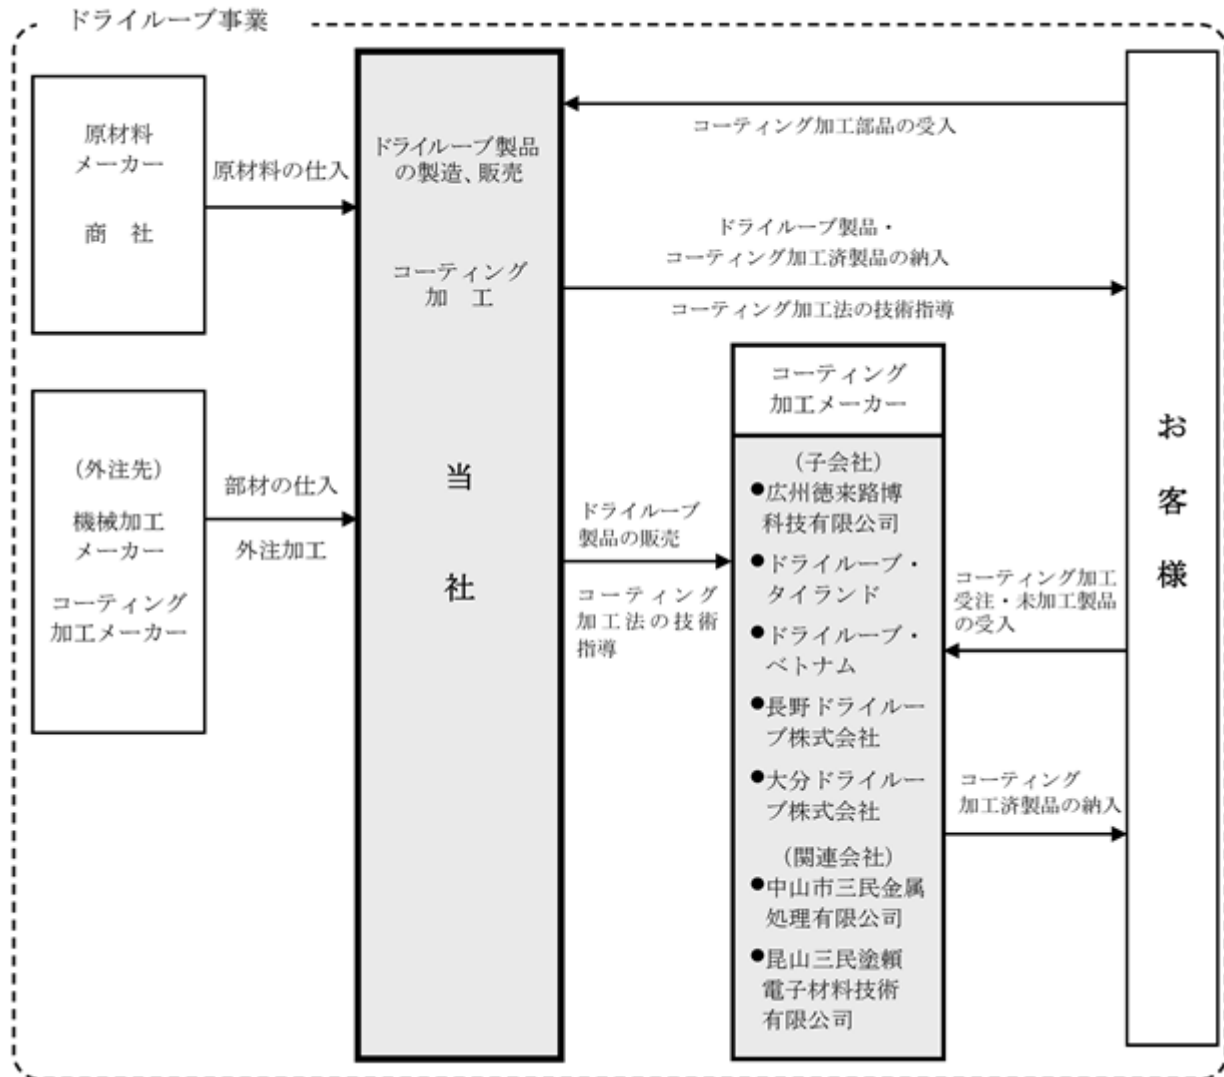 ドライルーブ事業
原材料
メーカー
商　社
原材料の仕入
（外注先）
機械加工
メーカー
コーティング
加工メーカー
部材の仕入
外注加工
ドライルーブ製品
の製造、販売
コーティング
加　工
当
社
コーティング加工部品の受入
ドライルーブ製品・
コーティング加工済製品の納入
コーティング加工法の技術指導
ドライルーブ
製品の販売
コーティング
加工法の技術
指導
コーティング
加工メーカー
（子会社）
●広州徳来路博
科技有限公司
●ドライルーブ・
タイランド
●ドライルーブ・
ベトナム
●長野ドライルー
ブ株式会社
●大分ドライルー
ブ株式会社
（関連会社）
●中山市三民金属
処理有限公司
●昆山三民塗頼
電子材料技術
有限公司
コーティング加工
受注・未加工製品
の受入
コーティング
加工済製品の納入
お
客
様